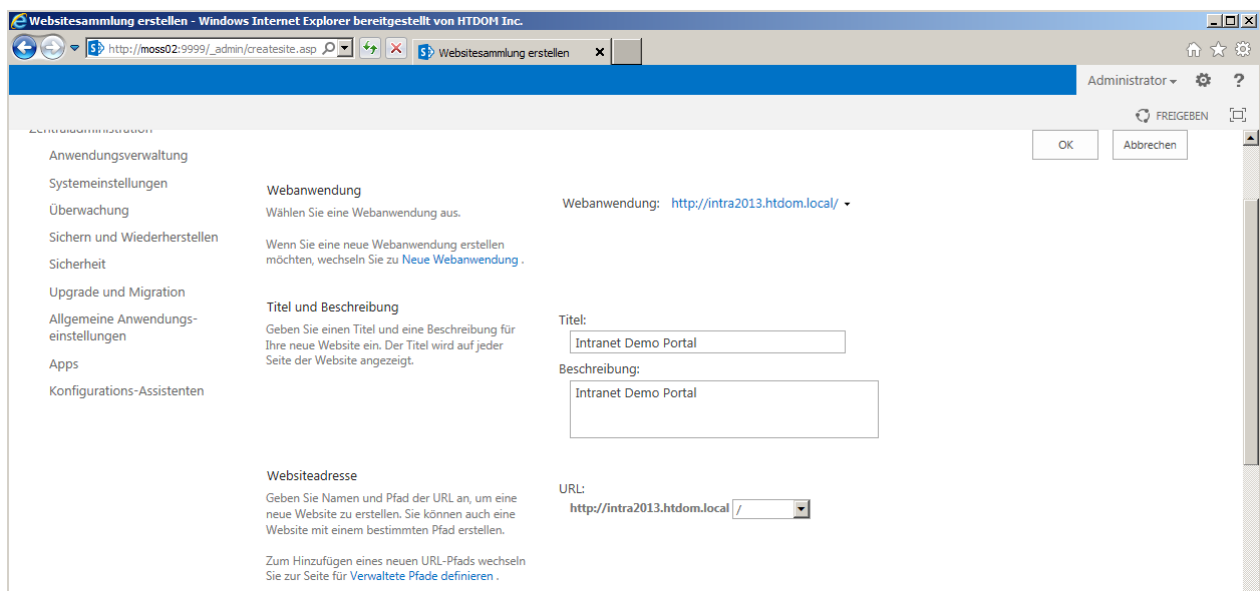 Websitesammlung erstellen - Windows Internet Explorer bereitgestellt von HTDOM Inc.
http://moss02:9999/_admin/createsite.asp
Websitesammlung erstellen
Administrator
?
FREIGEBEN
Zentraladministration
OK
Abbrechen
Anwendungsverwaltung
Systemeinstellungen
Überwachung
Sichern und Wiederherstellen
Sicherheit
Upgrade und Migration
Allgemeine Anwendungs-
einstellungen
Apps
Konfigurations-Assistenten
Webanwendung
Wählen Sie eine Webanwendung aus.
Wenn Sie eine neue Webanwendung erstellen
möchten, wechseln Sie zu Neue Webanwendung .
Webanwendung: http://intra2013.htdom.local/
Titel und Beschreibung
Geben Sie einen Titel und eine Beschreibung für
Ihre neue Website ein. Der Titel wird auf jeder
Seite der Website angezeigt.
Titel:
Intranet Demo Portal
Beschreibung:
Intranet Demo Portal
Websiteadresse
Geben Sie Namen und Pfad der URL an, um eine
neue Website zu erstellen. Sie können auch eine
Website mit einem bestimmten Pfad erstellen.
Zum Hinzufügen eines neuen URL-Pfads wechseln
Sie zur Seite für Verwaltete Pfade definieren .
URL:
http://intra2013.htdom.local /